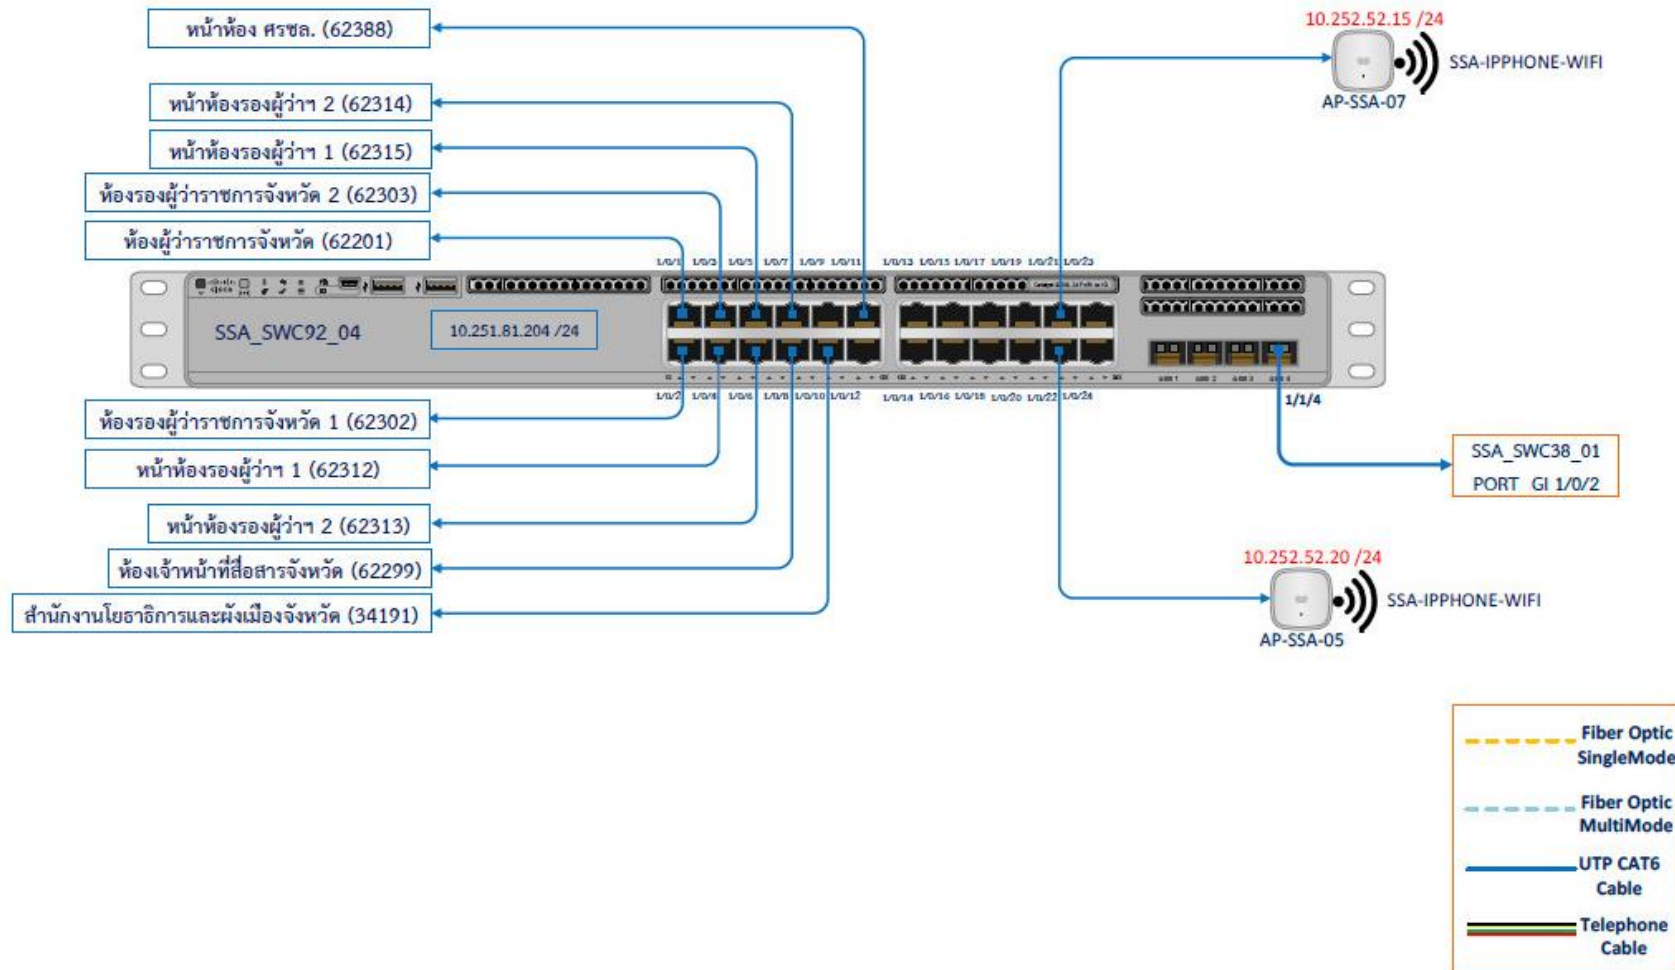 หน้าห้อง ศรชล. (62388)
หน้าห้องรองผู้ว่าฯ 2 (62314)
หน้าห้องรองผู้ว่าฯ 1 (62315)
ห้องรองผู้ว่าราชการจังหวัด 2 (62303)
ห้องผู้ว่าราชการจังหวัด (62201)
10.252.52.15 /24
SSA-IPPHONE-WIFI
AP-SSA-07
1/0/1 1/0/3 1/0/5 1/0/7 1/0/9 1/0/11 1/0/13 1/0/15 1/0/17 1/0/19 1/0/21 1/0/23
SSA_SWC92_04
10.251.81.204 /24
1/0/2 1/0/4 1/0/6 1/0/8 1/0/10 1/0/12 1/0/14 1/0/16 1/0/18 1/0/20 1/0/22 1/0/24
1/1/4
ห้องรองผู้ว่าราชการจังหวัด 1 (62302)
หน้าห้องรองผู้ว่าฯ 1 (62312)
หน้าห้องรองผู้ว่าฯ 2 (62313)
ห้องเจ้าหน้าที่สื่อสารจังหวัด (62299)
สำนักงานโยธาธิการและผังเมืองจังหวัด (34191)
SSA_SWC38_01
PORT GI 1/0/2
10.252.52.20 /24
SSA-IPPHONE-WIFI
AP-SSA-05
Fiber Optic
SingleMode
Fiber Optic
MultiMode
UTP CAT6
Cable
Telephone
Cable